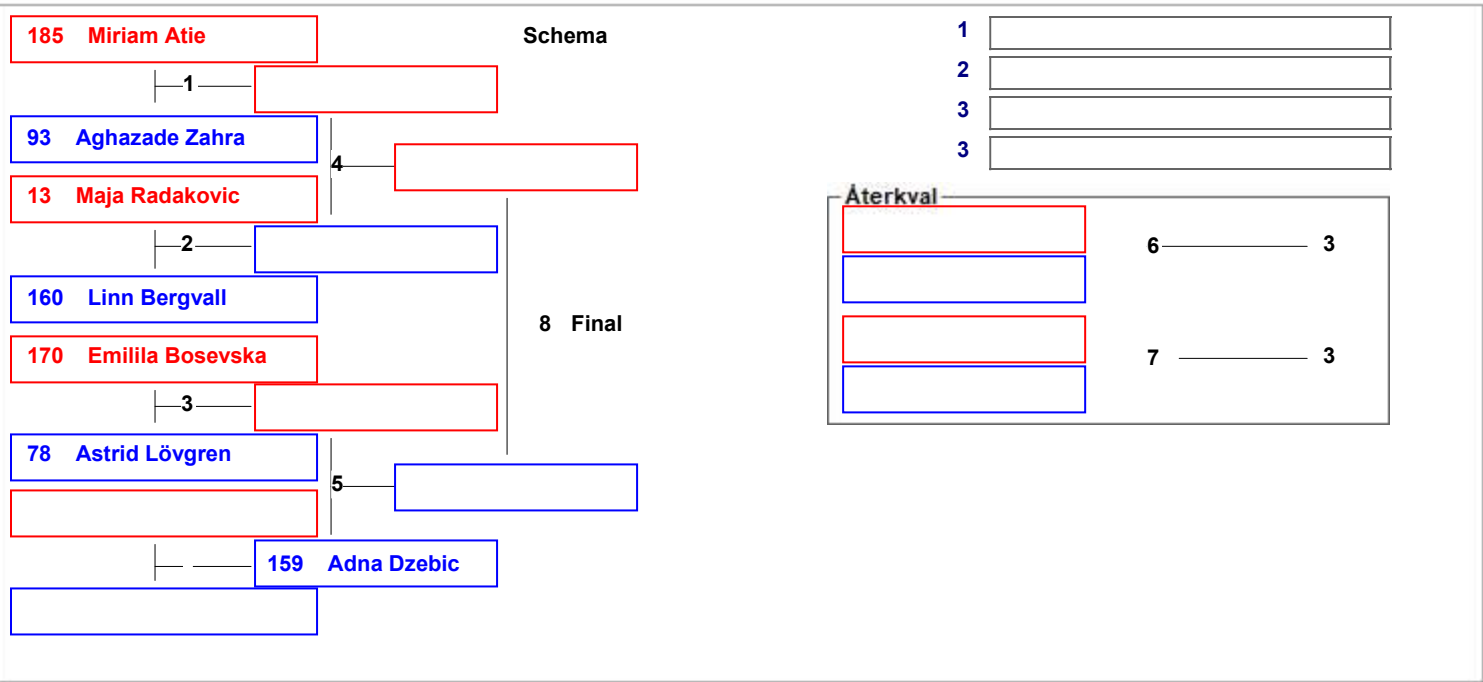 185 Miriam Atie
Schema
1
93 Aghazade Zahra
4
13 Maja Radakovic
2
160 Linn Bergvall
8 Final
170 Emilila Bosevska
3
78 Astrid Lövgren
5
159 Adna Dzebic
1
2
3
3
Återkval
6 3
7 3